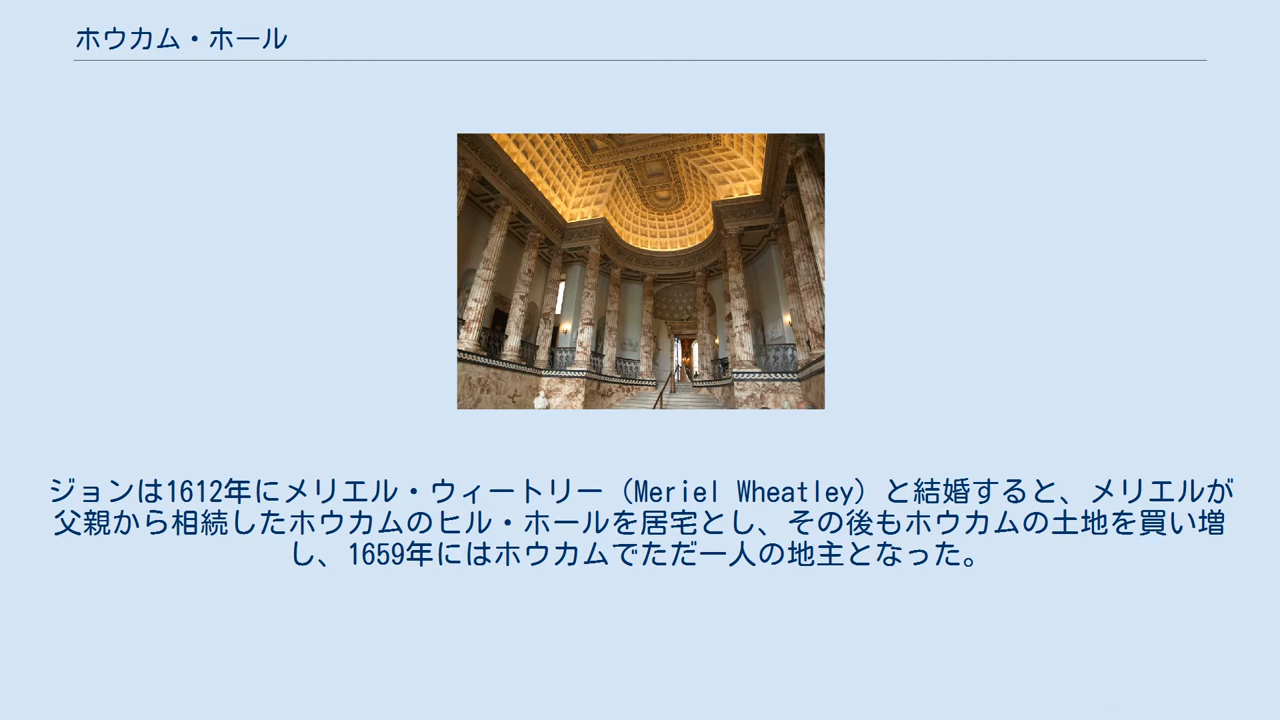 ホウカム・ホール
ジョンは1612年にメリエル・ウィートリー（Meriel Wheatley）と結婚すると、メリエルが
父親から相続したホウカムのヒル・ホールを居宅とし、その後もホウカムの土地を買い増
し、1659年にはホウカムでただ一人の地主となった。